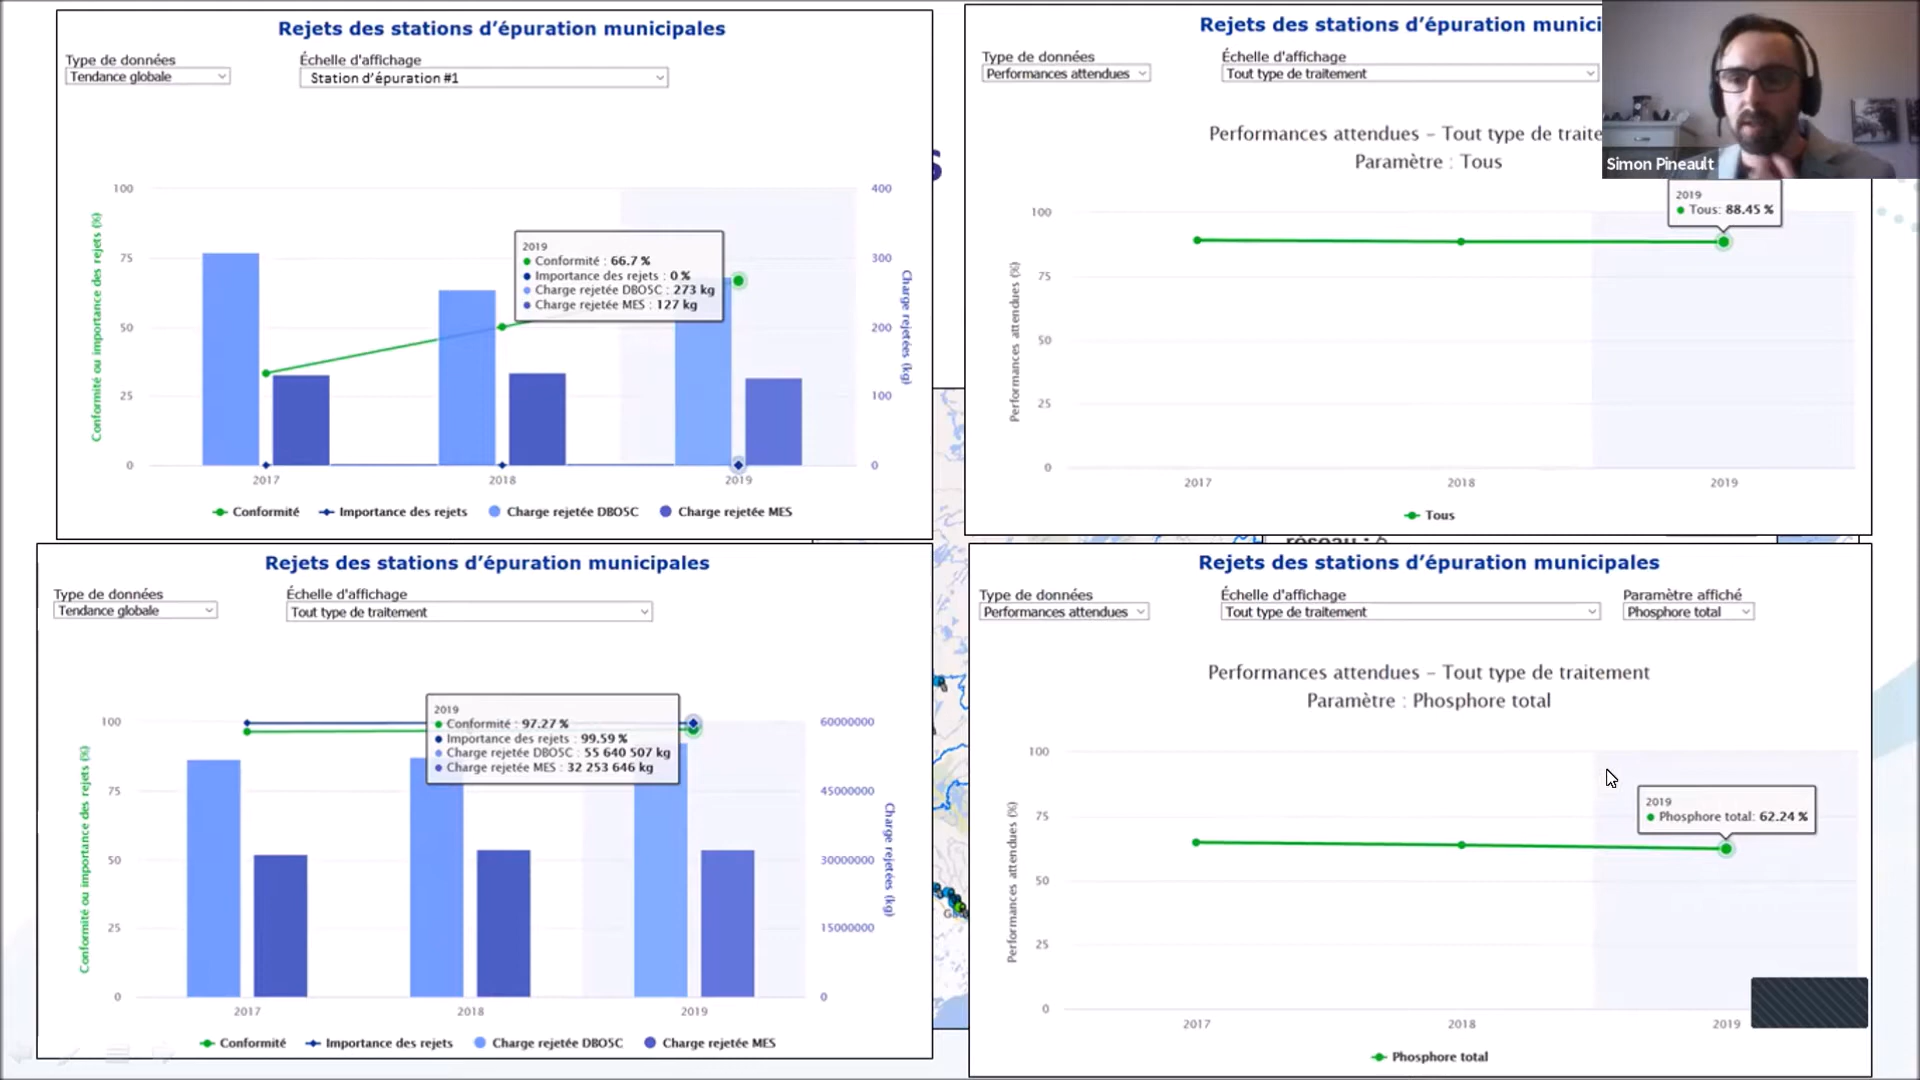 Rejets des stations d’épuration municipales
Type de données
Échelle d'affichage
Tendance globale
Station d’épuration #1
100
75
50
25
0
Conformité ou importance des rejets (%)
400
300
200
100
0
Charge rejetées (kg)
2019
Conformité : 66.7 %
Importance des rejets : 0 %
Charge rejetée DBO5C : 273 kg
Charge rejetée MES : 127 kg
2017
2018
2019
Conformité
Importance des rejets
Charge rejetée DBO5C
Charge rejetée MES
Rejets des stations d’épuration munici
Type de données
Échelle d'affichage
Performances attendues
Tout type de traitement
Performances attendues – Tout type de traite
Paramètre : Tous
Simon Pineault
2019
Tous: 88.45 %
100
75
50
25
0
Performances attendues (%)
2017
2018
2019
Tous
s
réseau : 6
Rejets des stations d’épuration municipales
Type de données
Échelle d'affichage
Tendance globale
Tout type de traitement
100
75
50
25
0
Conformité ou importance des rejets (%)
60000000
45000000
30000000
15000000
0
Charge rejetées (kg)
2019
Conformité : 97.27 %
Importance des rejets : 99.59 %
Charge rejetée DBO5C : 55 640 507 kg
Charge rejetée MES : 32 253 646 kg
2017
2018
2019
Conformité
Importance des rejets
Charge rejetée DBO5C
Charge rejetée MES
Rejets des stations d’épuration municipales
Type de données
Échelle d'affichage
Paramètre affiché
Performances attendues
Tout type de traitement
Phosphore total
Performances attendues – Tout type de traitement
Paramètre : Phosphore total
100
75
50
25
0
Performances attendues (%)
2019
Phosphore total: 62.24 %
2017
2018
2019
Phosphore total